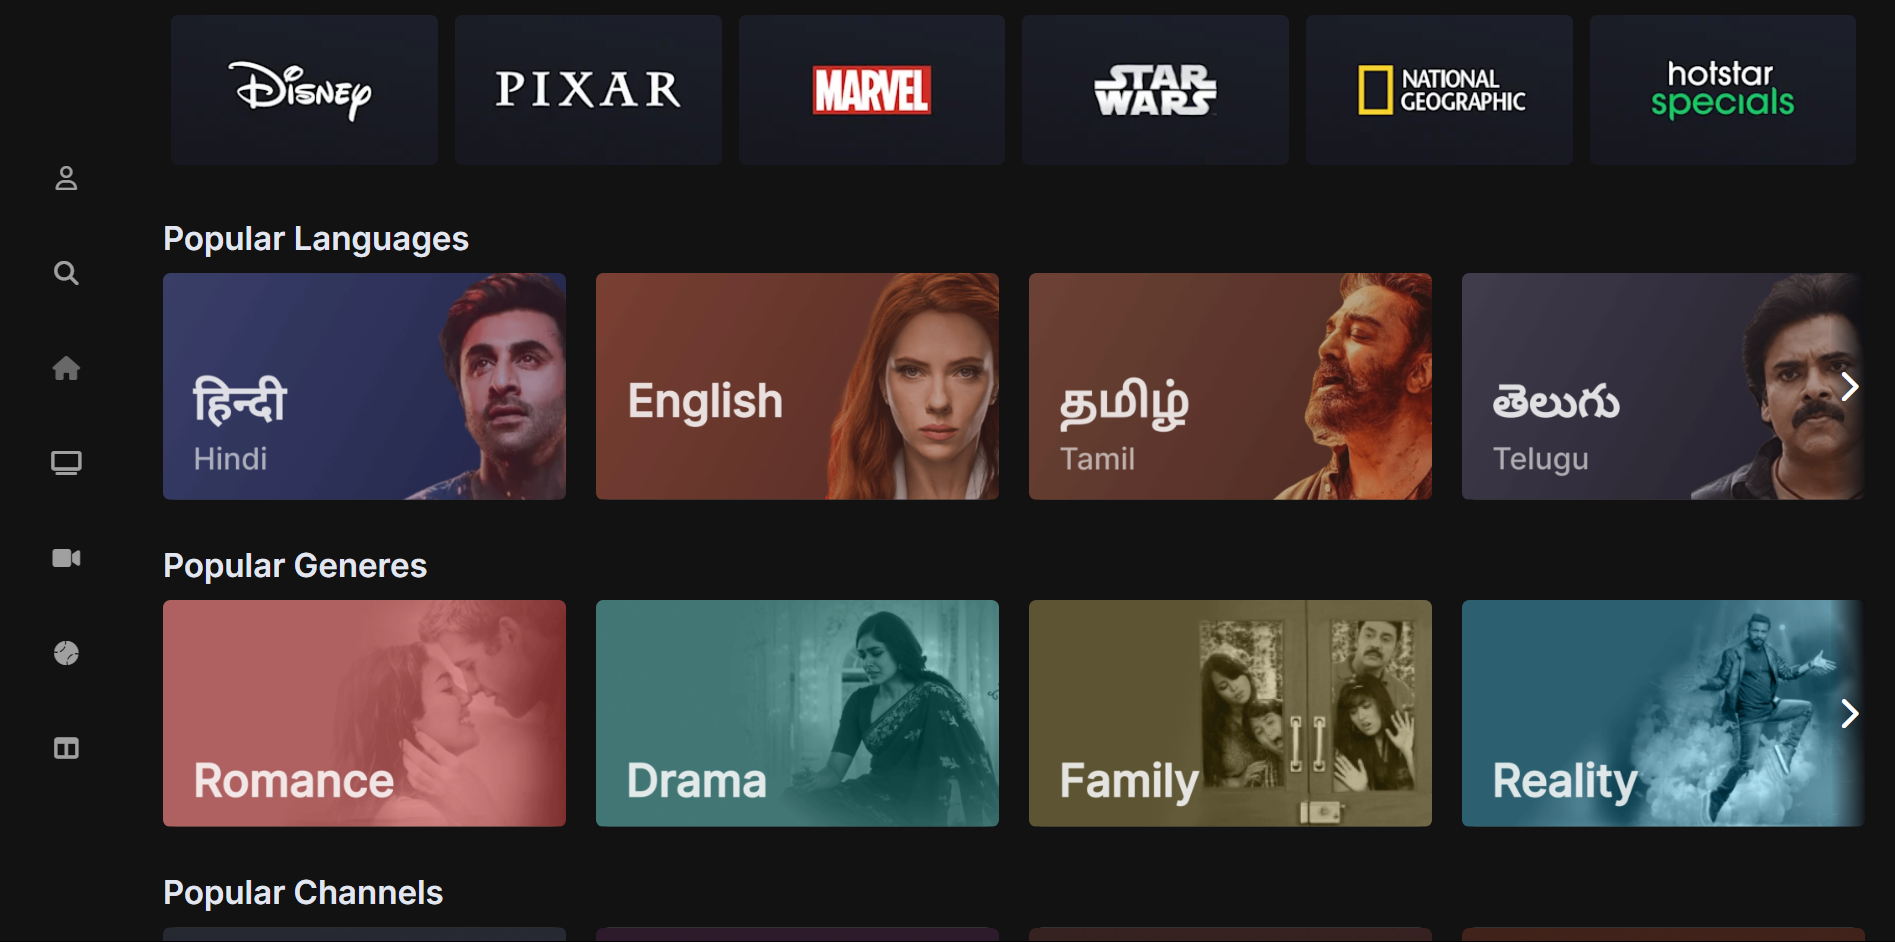 Disney
PIXAR
MARVEL
STAR
WARS
NATIONAL
GEOGRAPHIC
hotstar
specials
Popular Languages
हिन्दी
Hindi
English
தமிழ்
Tamil
తెలుగు
Telugu
Popular Generes
Romance
Drama
Family
Reality
Popular Channels